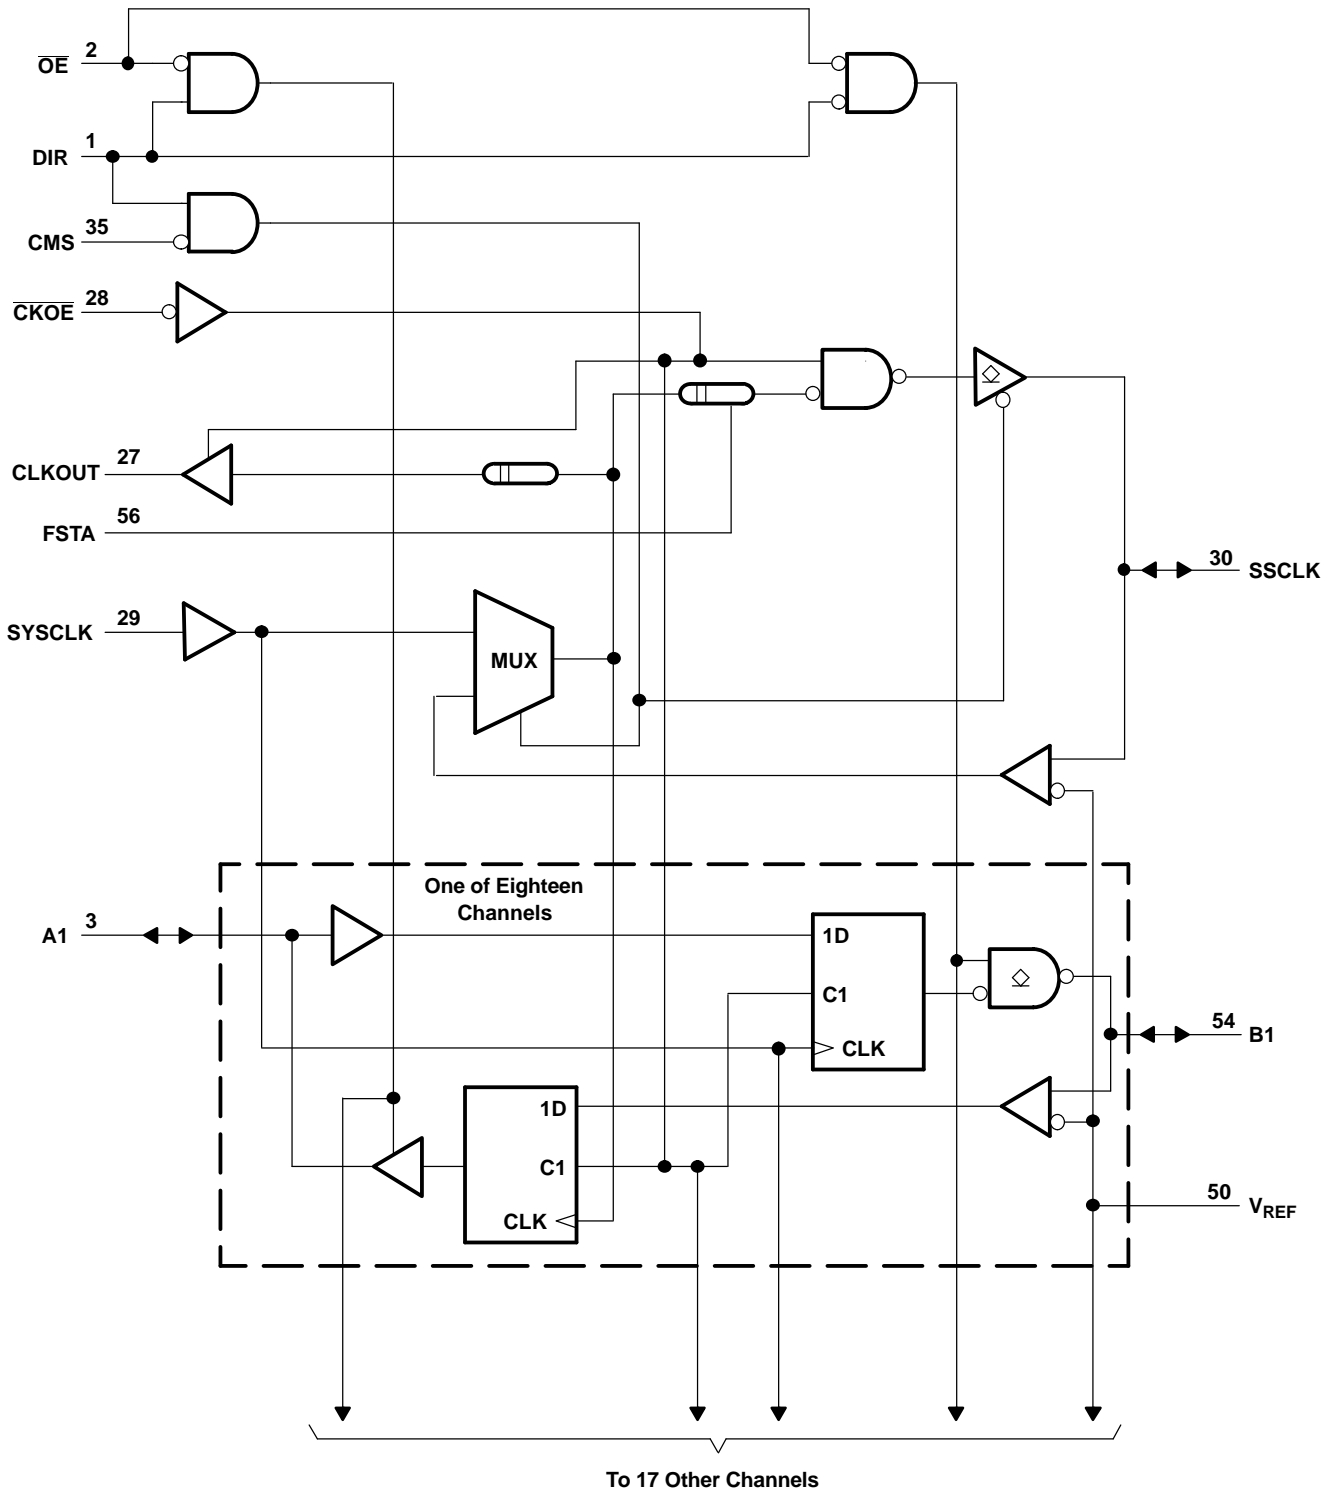 OE 2
DIR 1
CMS 35
CKOE 28
CLKOUT 27
FSTA 56
30 SSCLK
SYSCLK 29
MUX
One of Eighteen
Channels
A1 3
1D
C1
CLK
54 B1
1D
C1
CLK
50 VREF
To 17 Other Channels